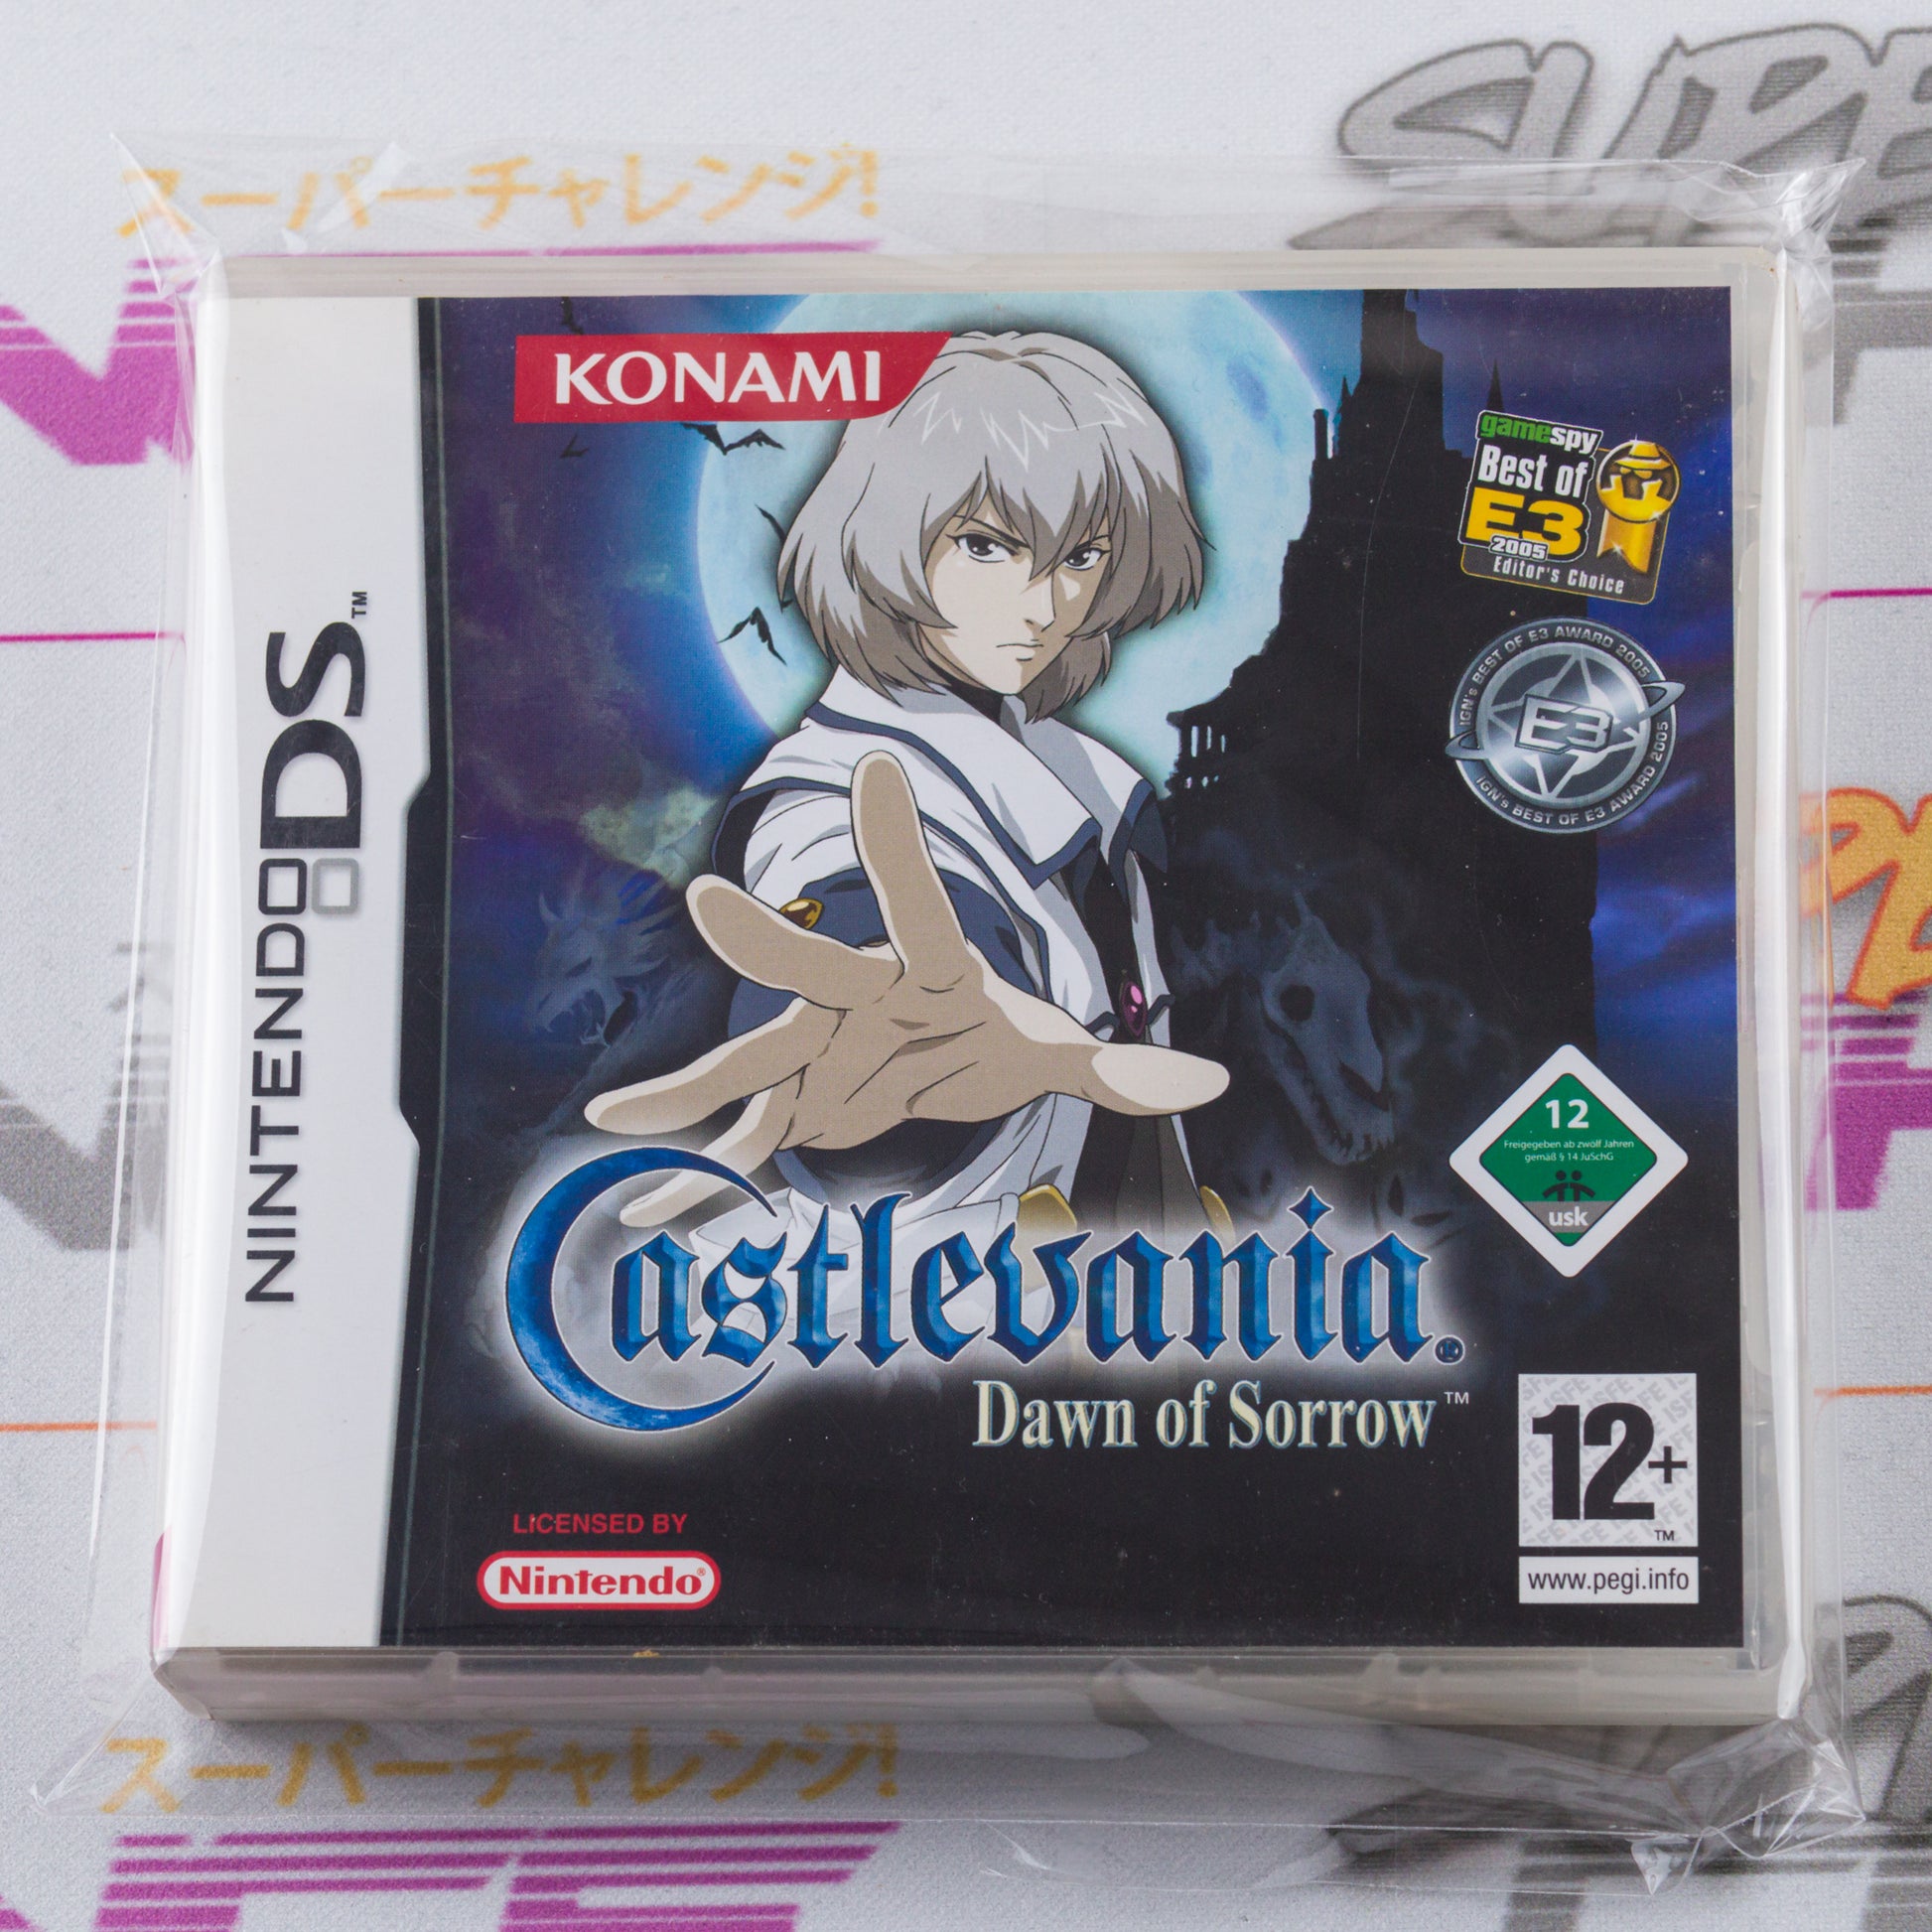 SUPE
スーパーチャレンジ!
KONAMI
gamespy
Best of
E3
2005
Editor's Choice
IGN's BEST OF E3 AWARD 2005
E3
IGN's BEST OF E3 AWARD 2005
NINTENDO DS™
12
Freigegeben ab zwölf Jahren
gemäß § 14 JuSchG
usk
Castlevania®
Dawn of Sorrow™
12+
™
www.pegi.info
LICENSED BY
Nintendo®
スーパーチャレンジ!